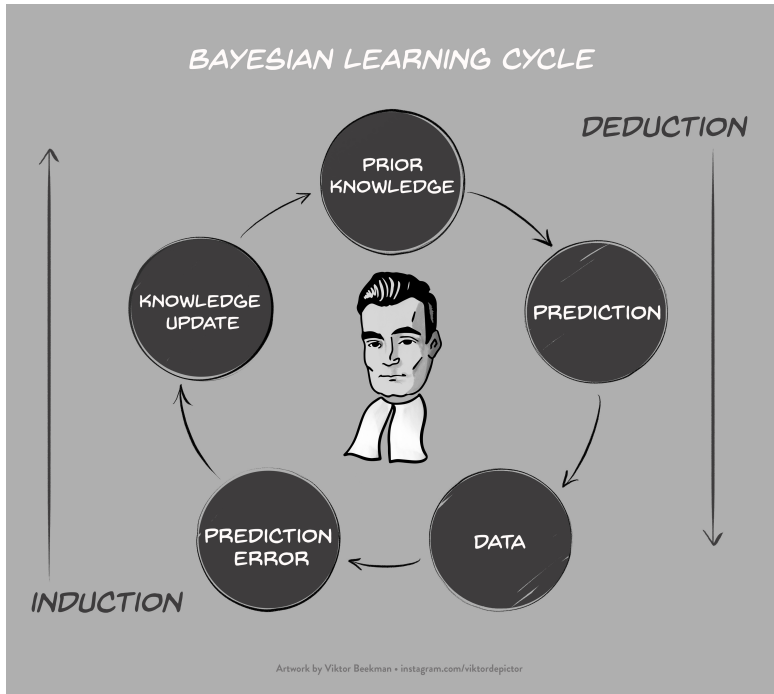 BAYESIAN LEARNING CYCLE
DEDUCTION
PRIOR
KNOWLEDGE
PREDICTION
KNOWLEDGE
UPDATE
DATA
PREDICTION
ERROR
INDUCTION
Artwork by Viktor Beekman • instagram.com/viktordepictor